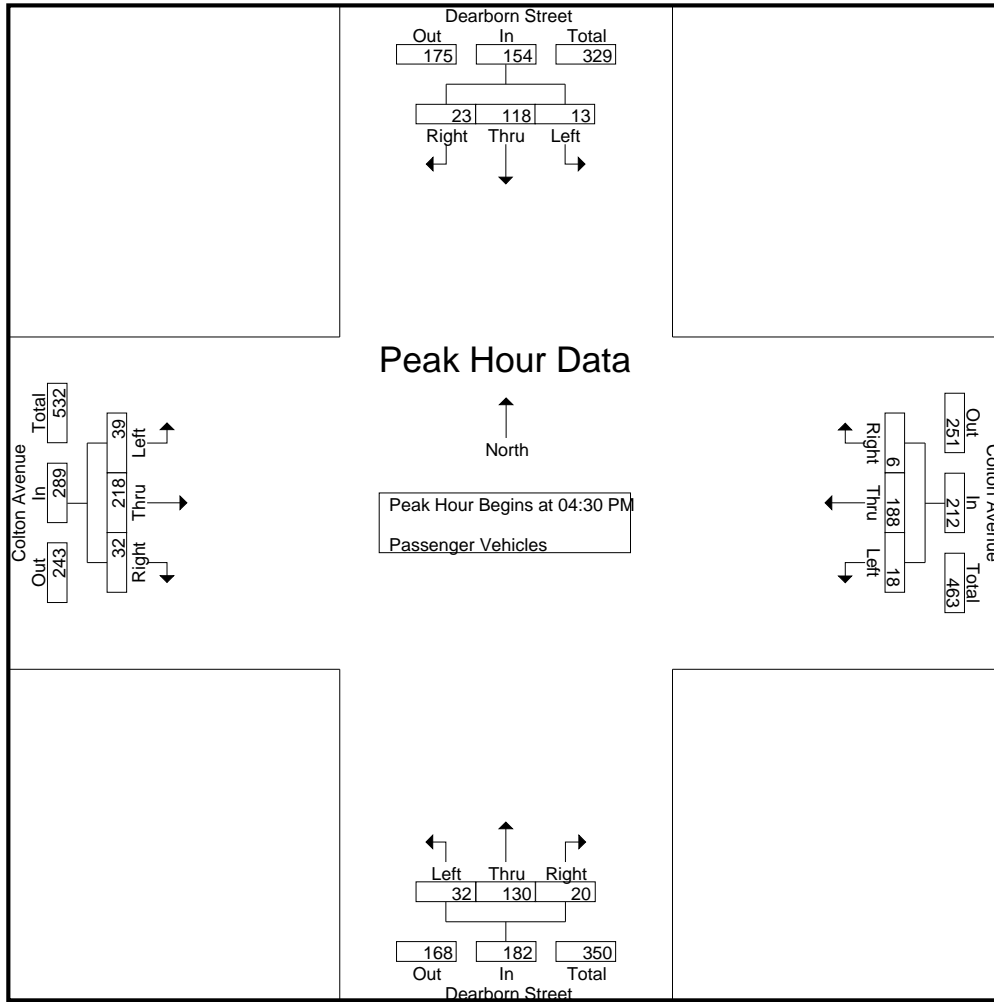 Dearborn Street
Out In Total
175 154 329
23 118 13
Right Thru Left
Peak Hour Data
North
Peak Hour Begins at 04:30 PM
Passenger Vehicles
Colton Avenue
Total In Out
532 289 243
39 218 32
Left Thru Right
Right Thru Left
6 188 18
251 212 463
Out In Total
Colton Avenue
Left Thru Right
32 130 20
168 182 350
Out In Total
Dearborn Street